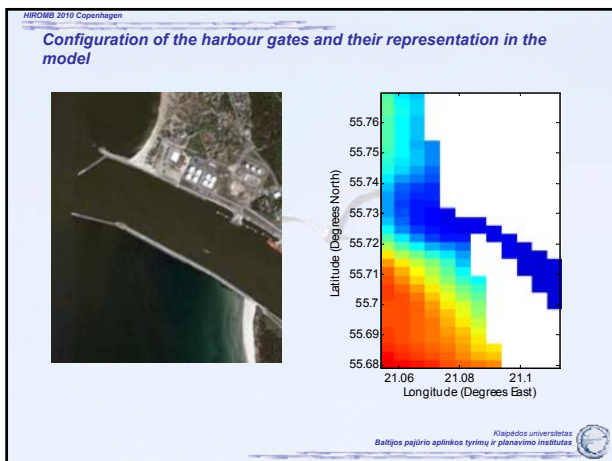 HIROMB 2010 Copenhagen
Configuration of the harbour gates and their representation in the
model
55.76
55.75
55.74
55.73
55.72
55.71
55.7
55.69
55.68
Latitude (Degrees North)
21.06 21.08 21.1
Longitude (Degrees East)
Klaipėdos universitetas
Baltijos pajūrio aplinkos tyrimų ir planavimo institutas